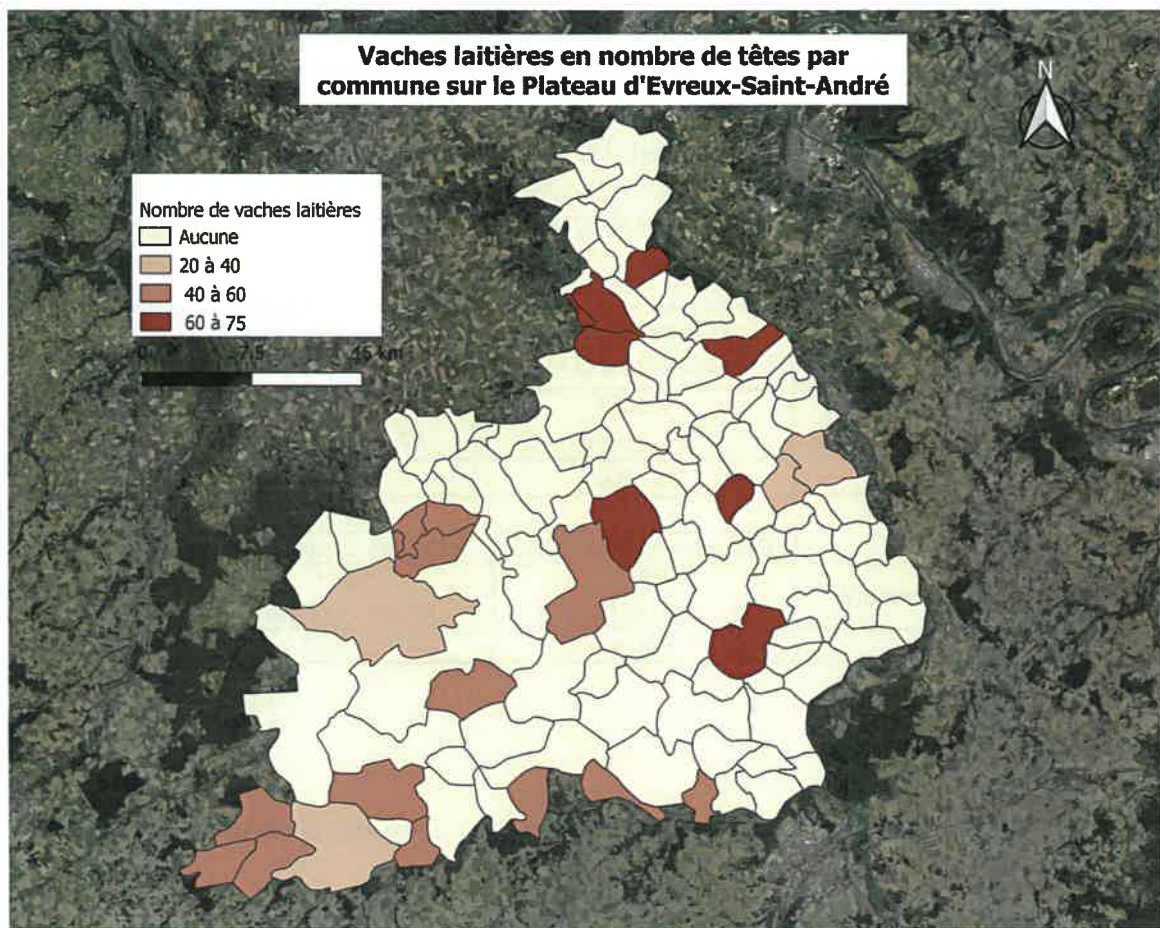 Vaches laitières en nombre de têtes par
commune sur le Plateau d'Evreux-Saint-André
N
Nombre de vaches laitières
Aucune
20 à 40
40 à 60
60 à 75
0 7,5 15 km